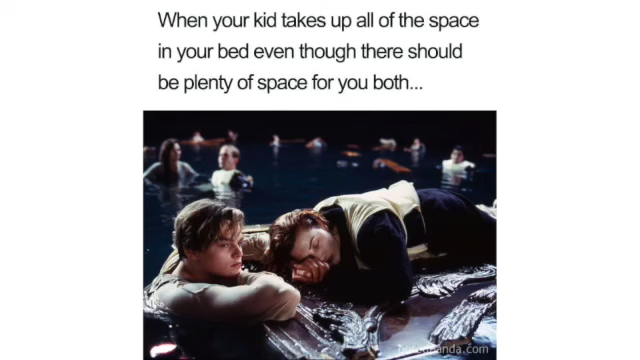 When your kid takes up all of the space
in your bed even though there should
be plenty of space for you both...